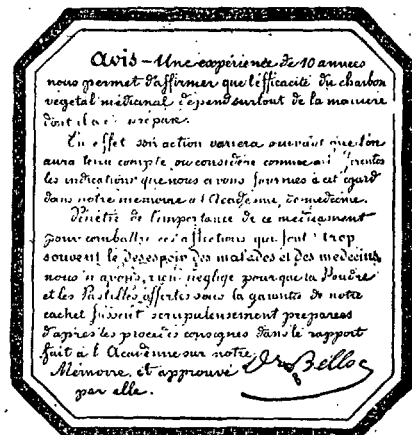 Avis – Une expérience de 10 années
nous permet d'affirmer que l'efficacité du charbon
végétal médicinal dépend surtout de la manière
dont il a été préparé.
En effet son action variera suivant que l'on
aura tenu compte ou considéré comme
les indications que nous avons fournies à cet égard
dans notre mémoire à l'Académie de médecine.
Pénétré de l'importance de ce médicament
pour combattre ces affections qui font trop
souvent le désespoir des malades et des médecins,
nous n'avons rien négligé pour que la Poudre
et les Pastilles offertes sous la garantie de notre
cachet fussent scrupuleusement préparées
d'après les procédés consignés dans le rapport
fait à l'Académie sur notre
Mémoire, et approuvé
par elle.
Dr Belloc